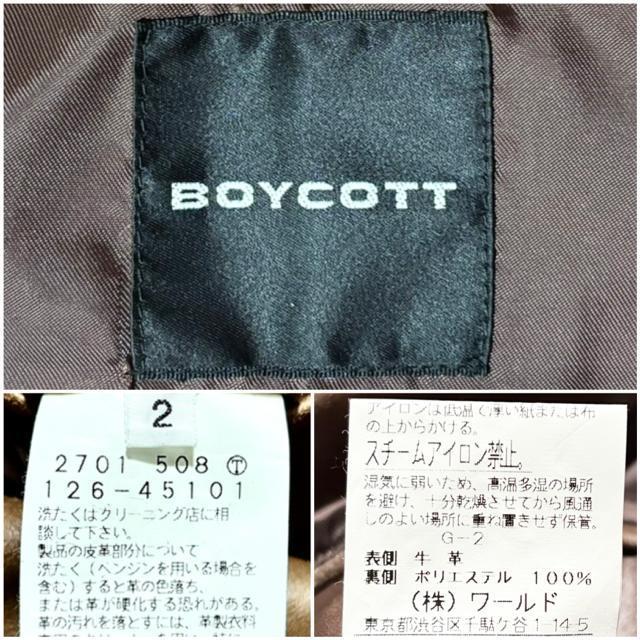 BOYCOTT
2
2701 508 Ⓣ
126-45101
洗たくはクリーニング店に相
談して下さい。
製品の皮革部分について
洗たく（ベンジンを用いる場合を
含む）すると革の色落ち、
または革が硬化する恐れがある。
革の汚れを落とすには、革製衣料
アイロンは低温で厚い紙または布
の上からかける。
スチームアイロン禁止。
湿気に弱いため、高温多湿の場所
を避け、十分乾燥させてから風通
しのよい場所に重ね置きせず保管。
G-2
表側 牛 革
裏側 ポリエステル 100%
（株）ワールド
東京都渋谷区千駄ケ谷 1-14-5